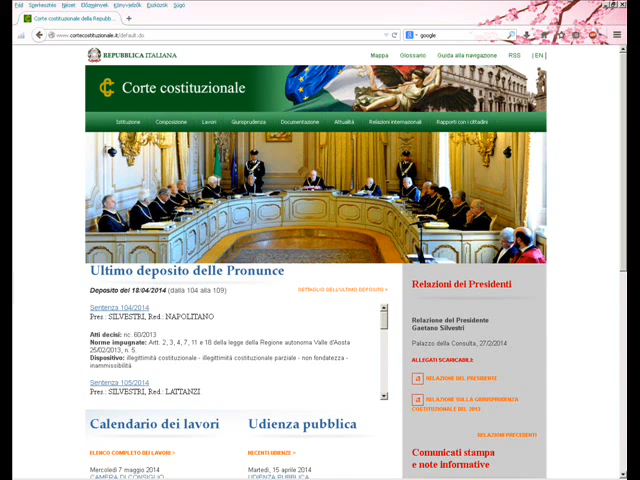 Fájl Szerkesztés Nézet Előzmények Könyvjelzők Eszközök Súgó
Corte costituzionale della Repubb...
www.cortecostituzionale.it/default.do
google
REPUBBLICA ITALIANA
Mappa Glossario Guida alla navigazione RSS | EN |
Corte costituzionale
Istituzione Composizione Lavori Giurisprudenza Documentazione Attualità Relazioni internazionali Rapporti con i cittadini
Ultimo deposito delle Pronunce
Deposito del 18/04/2014 (dalla 104 alla 109)
DETTAGLIO DELL'ULTIMO DEPOSITO >
Sentenza 104/2014
Pres.: SILVESTRI, Red.: NAPOLITANO
Atti decisi: ric. 60/2013
Norme impugnate: Artt. 2, 3, 4, 7, 11 e 18 della legge della Regione autonoma Valle d'Aosta
25/02/2013, n. 5.
Dispositivo: illegittimità costituzionale - illegittimità costituzionale parziale - non fondatezza -
inammissibilità
Sentenza 105/2014
Pres.: SILVESTRI, Red.: LATTANZI
Calendario dei lavori
ELENCO COMPLETO DEI LAVORI >
Mercoledì 7 maggio 2014
CAMERA DI CONSIGLIO
Udienza pubblica
RECENTI UDIENZE >
Martedì, 15 aprile 2014
UDIENZA PUBBLICA
Relazioni dei Presidenti
Relazione del Presidente
Gaetano Silvestri
Palazzo della Consulta, 27/2/2014
ALLEGATI SCARICABILI:
RELAZIONE DEL PRESIDENTE
RELAZIONE SULLA GIURISPRUDENZA
COSTITUZIONALE DEL 2013
RELAZIONI PRECEDENTI
Comunicati stampa
e note informative